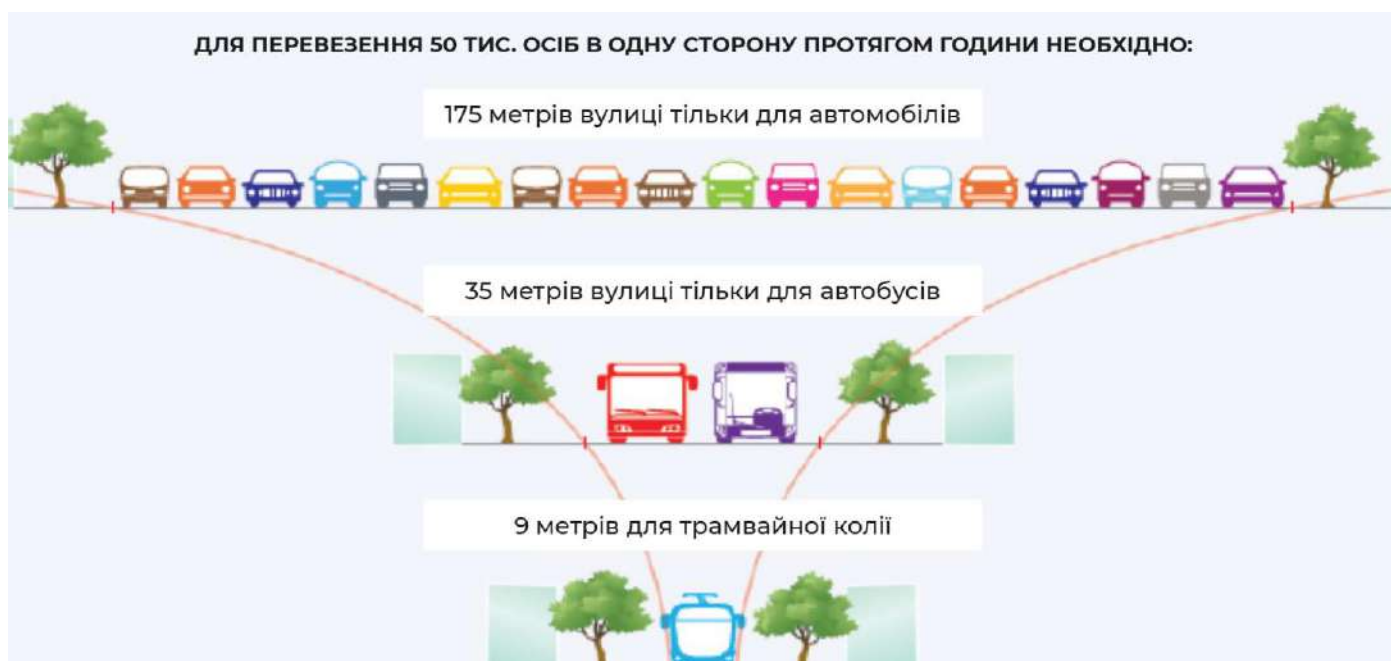 ДЛЯ ПЕРЕВЕЗЕННЯ 50 ТИС. ОСІБ В ОДНУ СТОРОНУ ПРОТЯГОМ ГОДИНИ НЕОБХІДНО:
175 метрів вулиці тільки для автомобілів
35 метрів вулиці тільки для автобусів
9 метрів для трамвайної колії